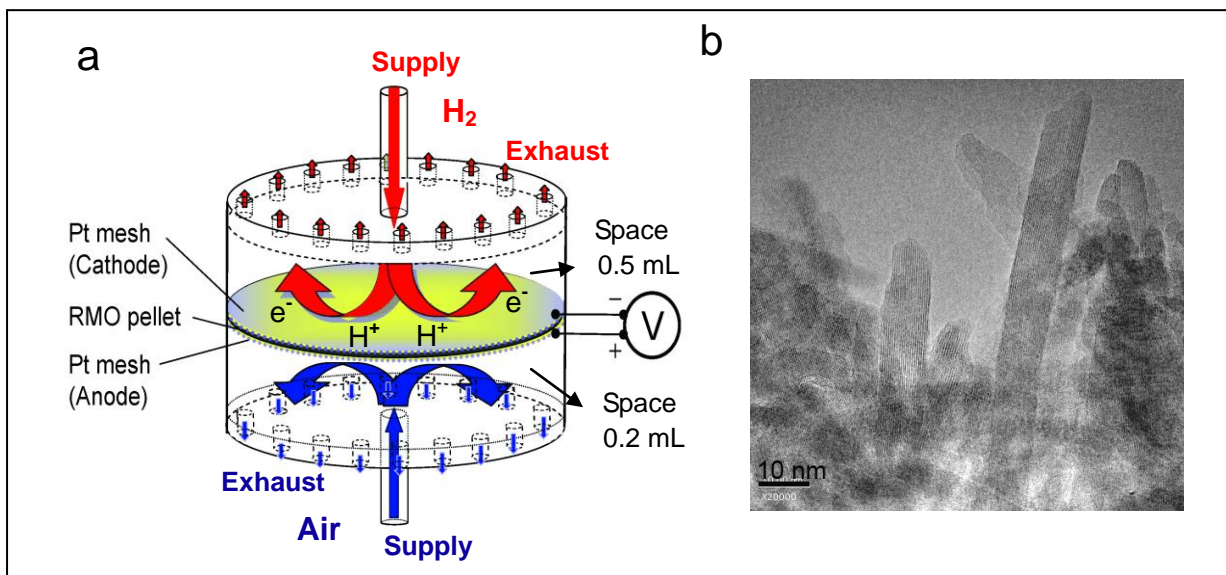 a
Supply
H2
Exhaust
Pt mesh
(Cathode)
RMO pellet
Pt mesh
(Anode)
e-
H+
H+
e-
Space
0.5 mL
−
V
+
Space
0.2 mL
Exhaust
Air
Supply
b
10 nm
X20000